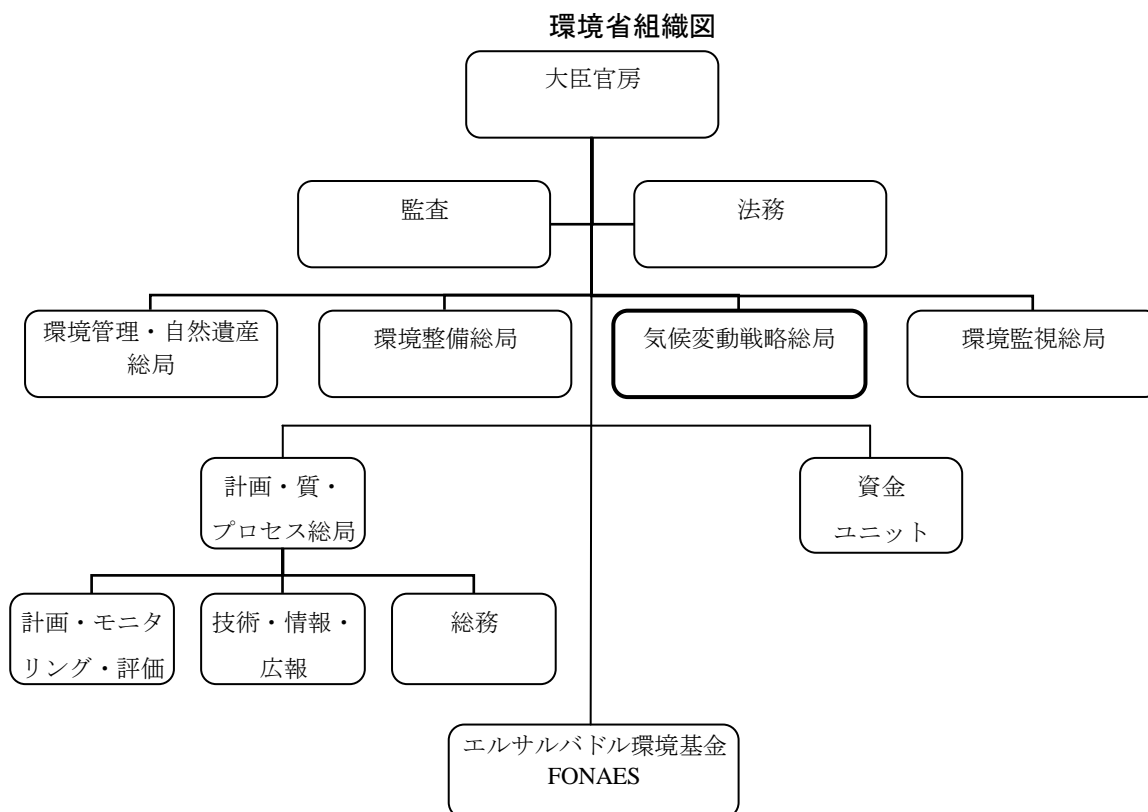 環境省組織図
大臣官房
監査
法務
環境管理・自然遺産
総局
環境整備総局
気候変動戦略総局
環境監視総局
計画・質・
プロセス総局
資金
ユニット
計画・モニタ
リング・評価
技術・情報・
広報
総務
エルサルバドル環境基金
FONAES